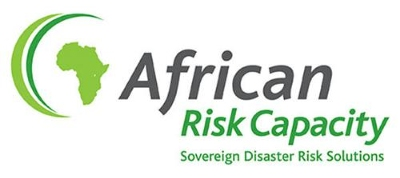 African
Risk Capacity
Sovereign Disaster Risk Solutions